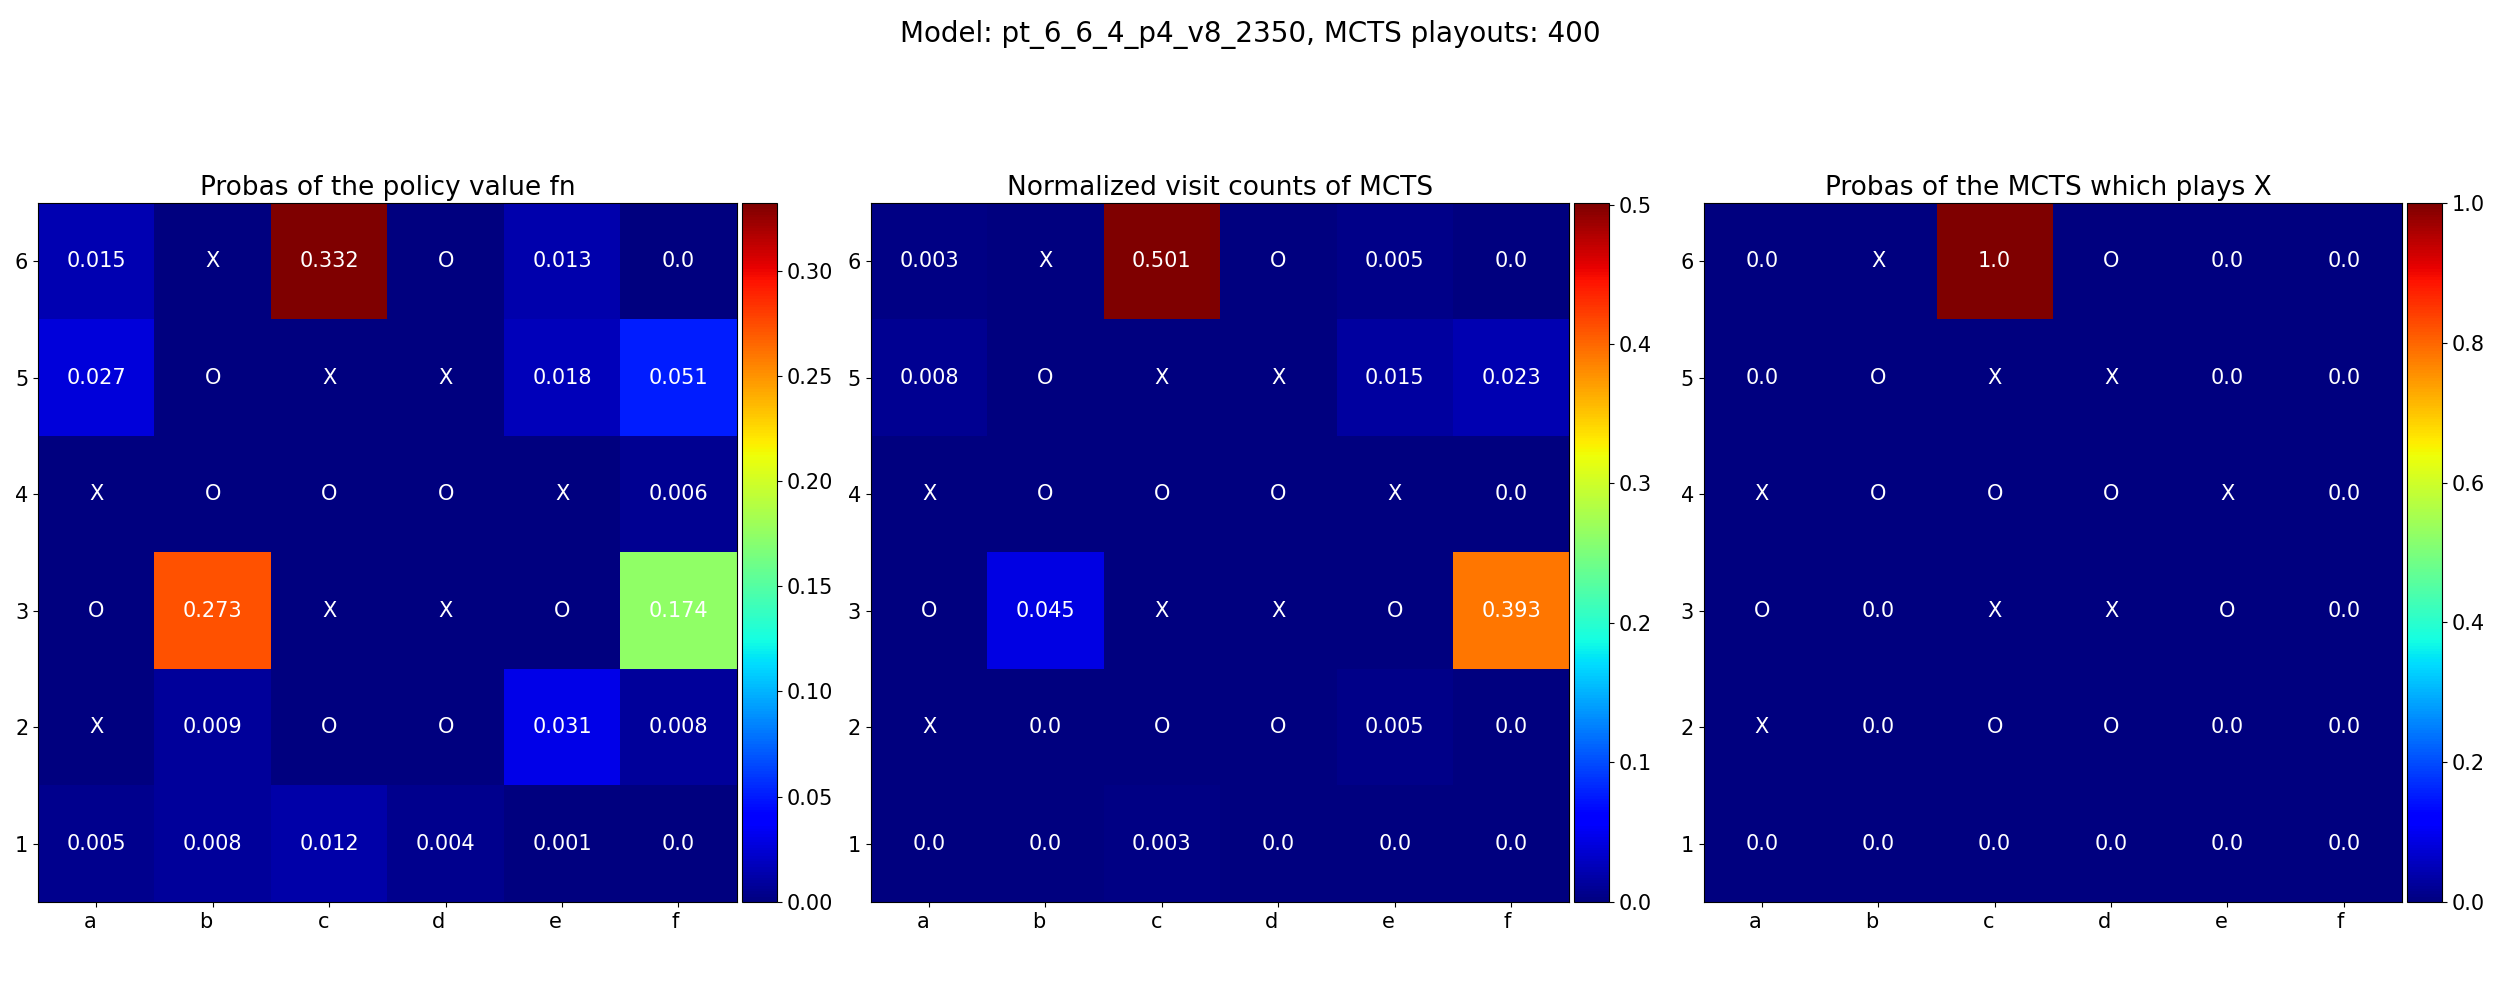 Model: pt_6_6_4_p4_v8_2350, MCTS playouts: 400
Probas of the policy value fn
6 0.015 X 0.332 O 0.013 0.0
5 0.027 O X X 0.018 0.051
4 X O O O X 0.006
3 O 0.273 X X O 0.174
2 X 0.009 O O 0.031 0.008
1 0.005 0.008 0.012 0.004 0.001 0.0
a b c d e f
0.30
0.25
0.20
0.15
0.10
0.05
0.00
Normalized visit counts of MCTS
6 0.003 X 0.501 O 0.005 0.0
5 0.008 O X X 0.015 0.023
4 X O O O X 0.0
3 O 0.045 X X O 0.393
2 X 0.0 O O 0.005 0.0
1 0.0 0.0 0.003 0.0 0.0 0.0
a b c d e f
0.5
0.4
0.3
0.2
0.1
0.0
Probas of the MCTS which plays X
6 0.0 X 1.0 O 0.0 0.0
5 0.0 O X X 0.0 0.0
4 X O O O X 0.0
3 O 0.0 X X O 0.0
2 X 0.0 O O 0.0 0.0
1 0.0 0.0 0.0 0.0 0.0 0.0
a b c d e f
1.0
0.8
0.6
0.4
0.2
0.0